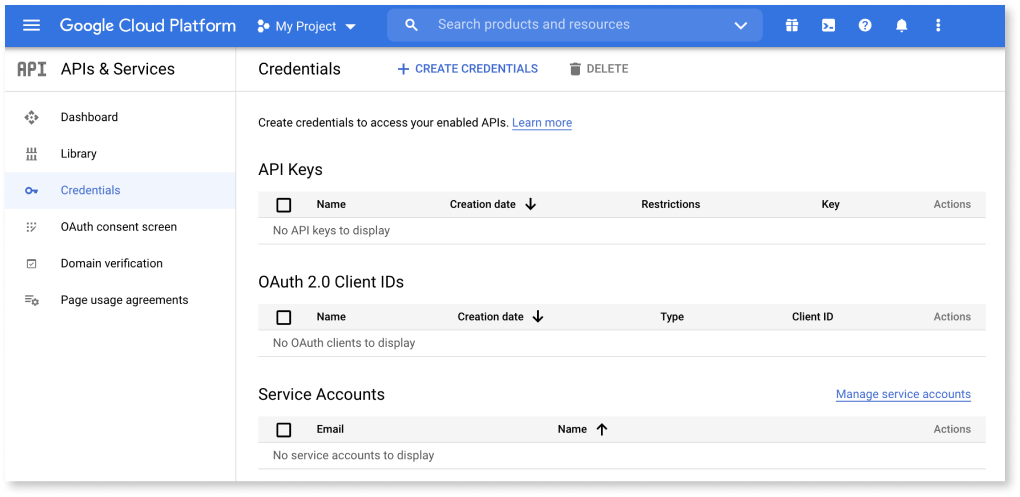 Google Cloud Platform My Project Search products and resources
API APIs & Services
Dashboard
Library
Credentials
OAuth consent screen
Domain verification
Page usage agreements
Credentials + CREATE CREDENTIALS DELETE
Create credentials to access your enabled APIs. Learn more
API Keys
Name Creation date Restrictions Key Actions
No API keys to display
OAuth 2.0 Client IDs
Name Creation date Type Client ID Actions
No OAuth clients to display
Service Accounts Manage service accounts
Email Name Actions
No service accounts to display